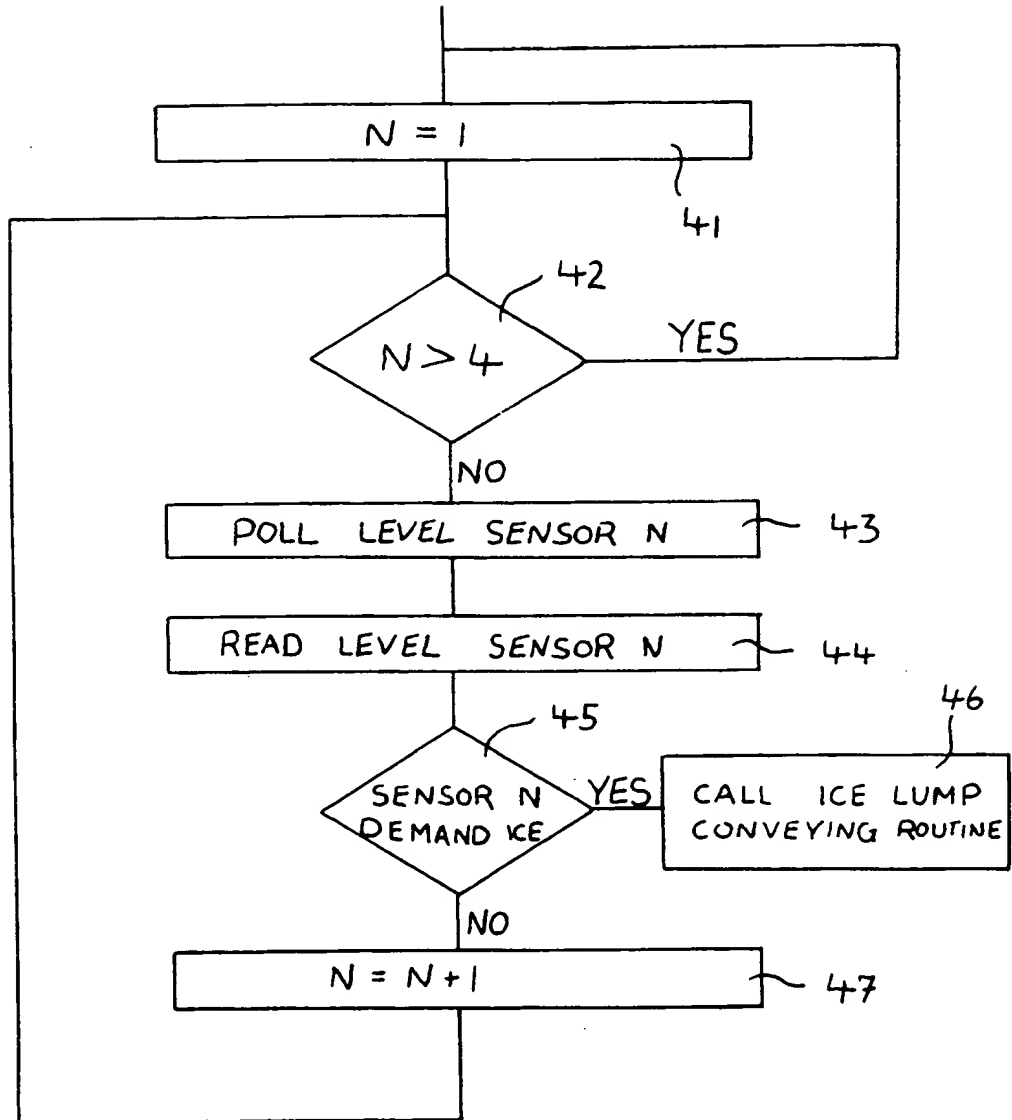 N = 1
41
42
N > 4
YES
NO
POLL LEVEL SENSOR N
43
READ LEVEL SENSOR N
44
45
46
SENSOR N
DEMAND ICE
YES
CALL ICE LUMP
CONVEYING ROUTINE
NO
N = N + 1
47